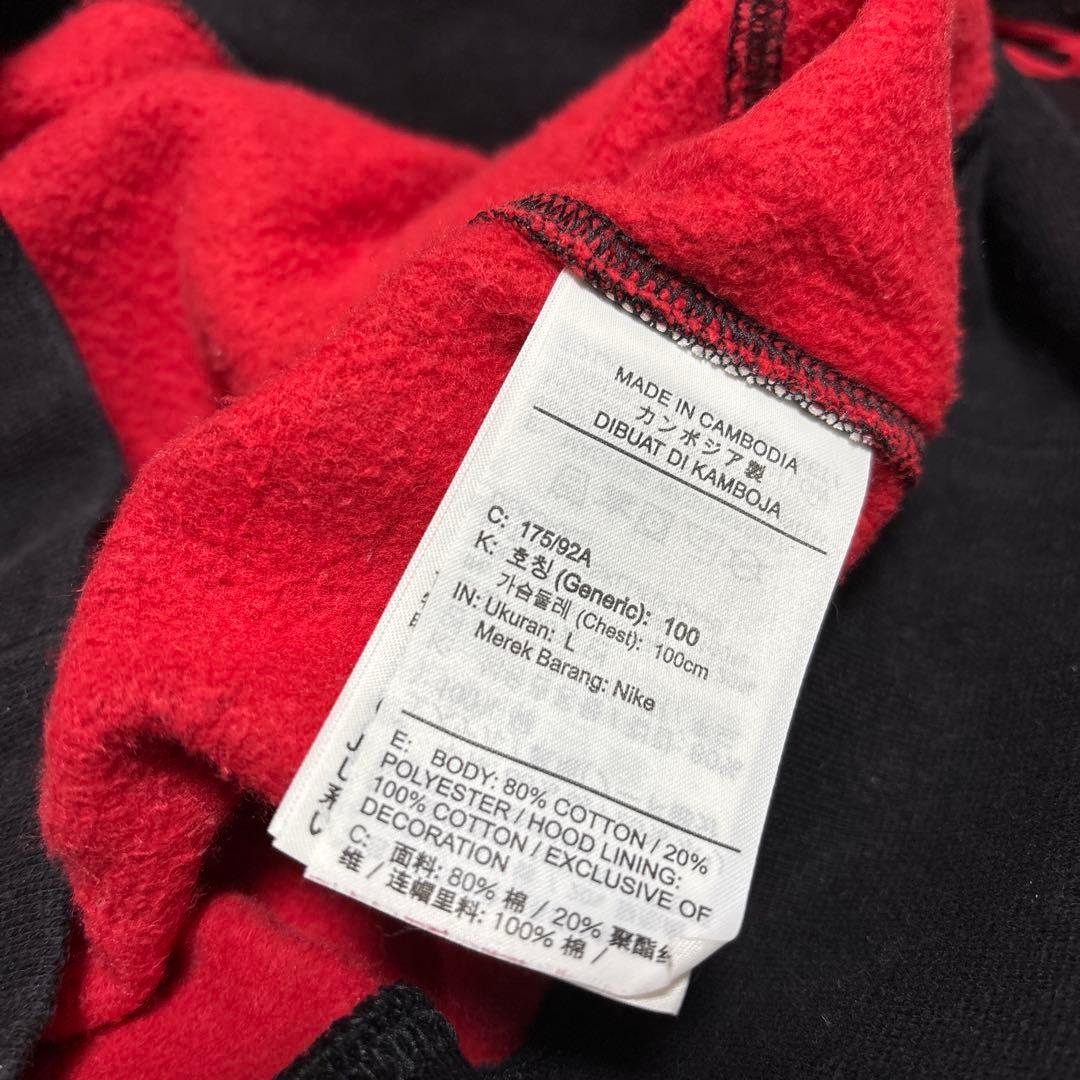 MADE IN CAMBODIA
カンボジア製
DIBUAT DI KAMBOJA
C: 175/92A
K: 호칭 (Generic): 100
가슴둘레 (Chest): 100cm
IN: Ukuran: L
Merek Barang: Nike
E: BODY: 80% COTTON / 20%
POLYESTER / HOOD LINING:
100% COTTON / EXCLUSIVE OF
DECORATION
C: 面料: 80% 棉 / 20% 聚酯纤
维 / 连帽里料: 100% 棉 /